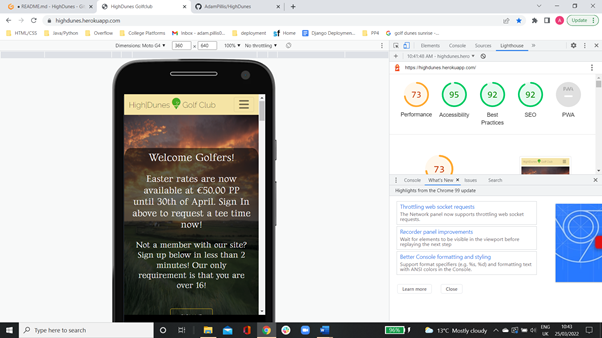 README.md - HighDunes - G
HighDunes Golfclub
AdamPillis/HighDunes
highdunes.herokuapp.com
Update
HTML/CSS
Java/Python
Overflow
College Platforms
Inbox - adam.pills0...
deployment
Home
Django Deploymen...
PP4
golf dunes sunrise -...
Dimensions: Moto G4
360
640
100%
No throttling
Elements
Console
Sources
Lighthouse
10:41:48 AM - highdunes.hero
https://highdunes.herokuapp.com/
73
95
92
92
Performance
Accessibility
Best
Practices
SEO
PWA
73
High Dunes Golf Club
Welcome Golfers!
Easter rates are now
available at €50.00 PP
until 30th of April. Sign In
above to request a tee time
now!
Not a member with our site?
Sign up below in less than 2
minutes! Our only
requirement is that you are
over 16!
Console
What's New
Issues
Search
Highlights from the Chrome 99 update
Throttling web socket requests
The Network panel now supports throttling web socket
requests.
Recorder panel improvements
Wait for elements to be visible in the viewport before
replaying the next step
Better Console formatting and styling
Support format specifiers (e.g., %s, %d) and formatting text
with ANSI colors in the Console.
Learn more
Close
Type here to search
96%
13°C Mostly cloudy
ENG
UK
10:43
25/03/2022